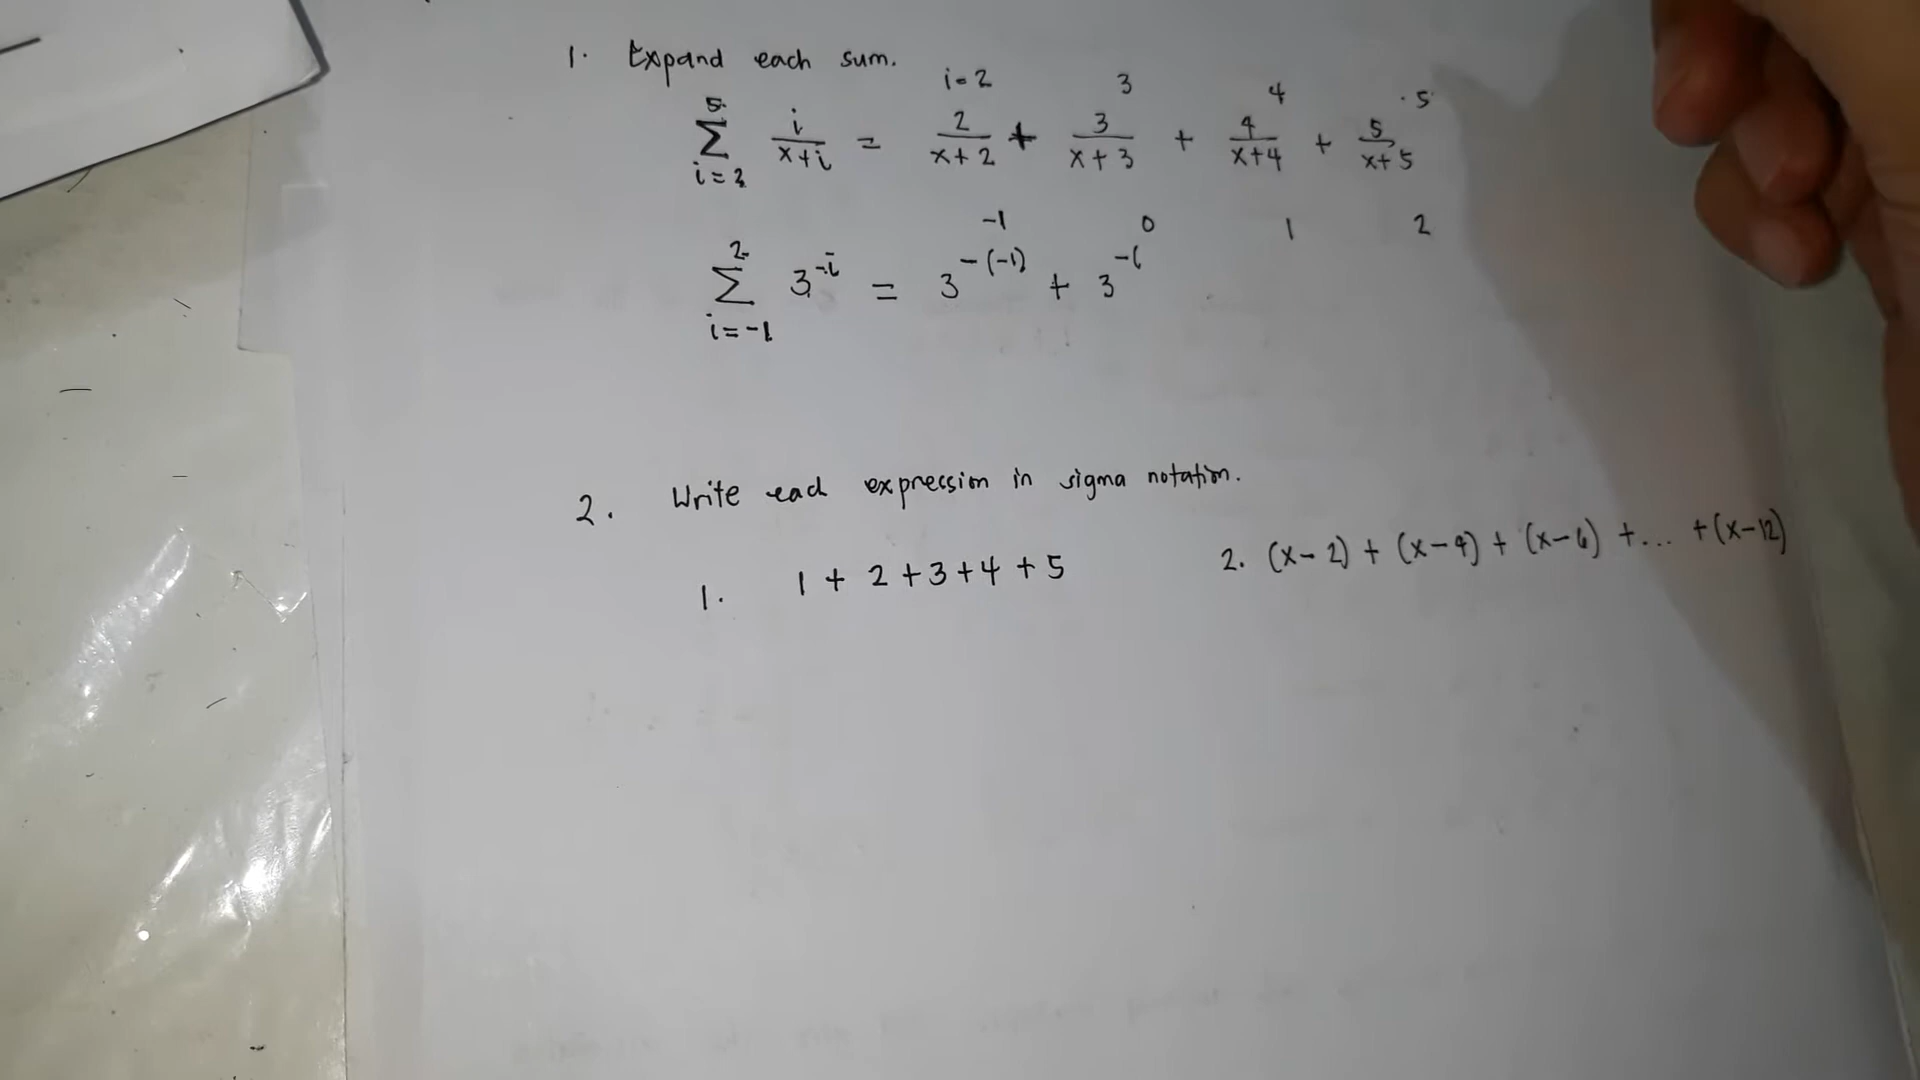 1. Expand each sum.
i=2 3 4 5
5 ∑ i=2 i/(x+i) = 2/(x+2) + 3/(x+3) + 4/(x+4) + 5/(x+5)
-1 0 1 2
2 ∑ i=-1 3^-i = 3^-(-1) + 3^-(
2. Write each expression in sigma notation.
1. 1 + 2 + 3 + 4 + 5
2. (x-2) + (x-4) + (x-6) + ... + (x-12)